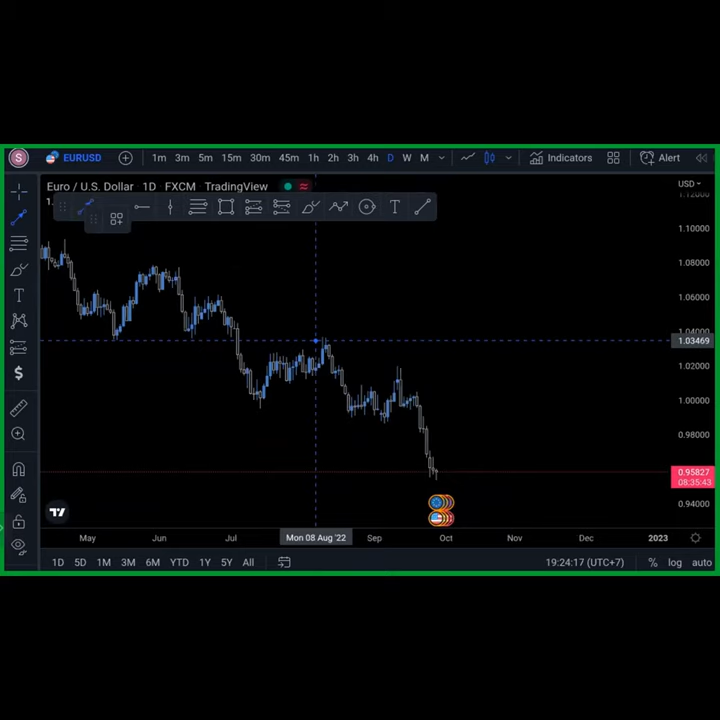 S EURUSD 1m 3m 5m 15m 30m 45m 1h 2h 3h 4h D W M Indicators Alert
Euro / U.S. Dollar 1D FXCM TradingView USD
1.10000
1.08000
1.06000
1.03469
1.02000
1.00000
0.98000
0.95827
08:35:43
0.94000
May Jun Jul Mon 08 Aug '22 Sep Oct Nov Dec 2023
1D 5D 1M 3M 6M YTD 1Y 5Y All 19:24:17 (UTC+7) % log auto